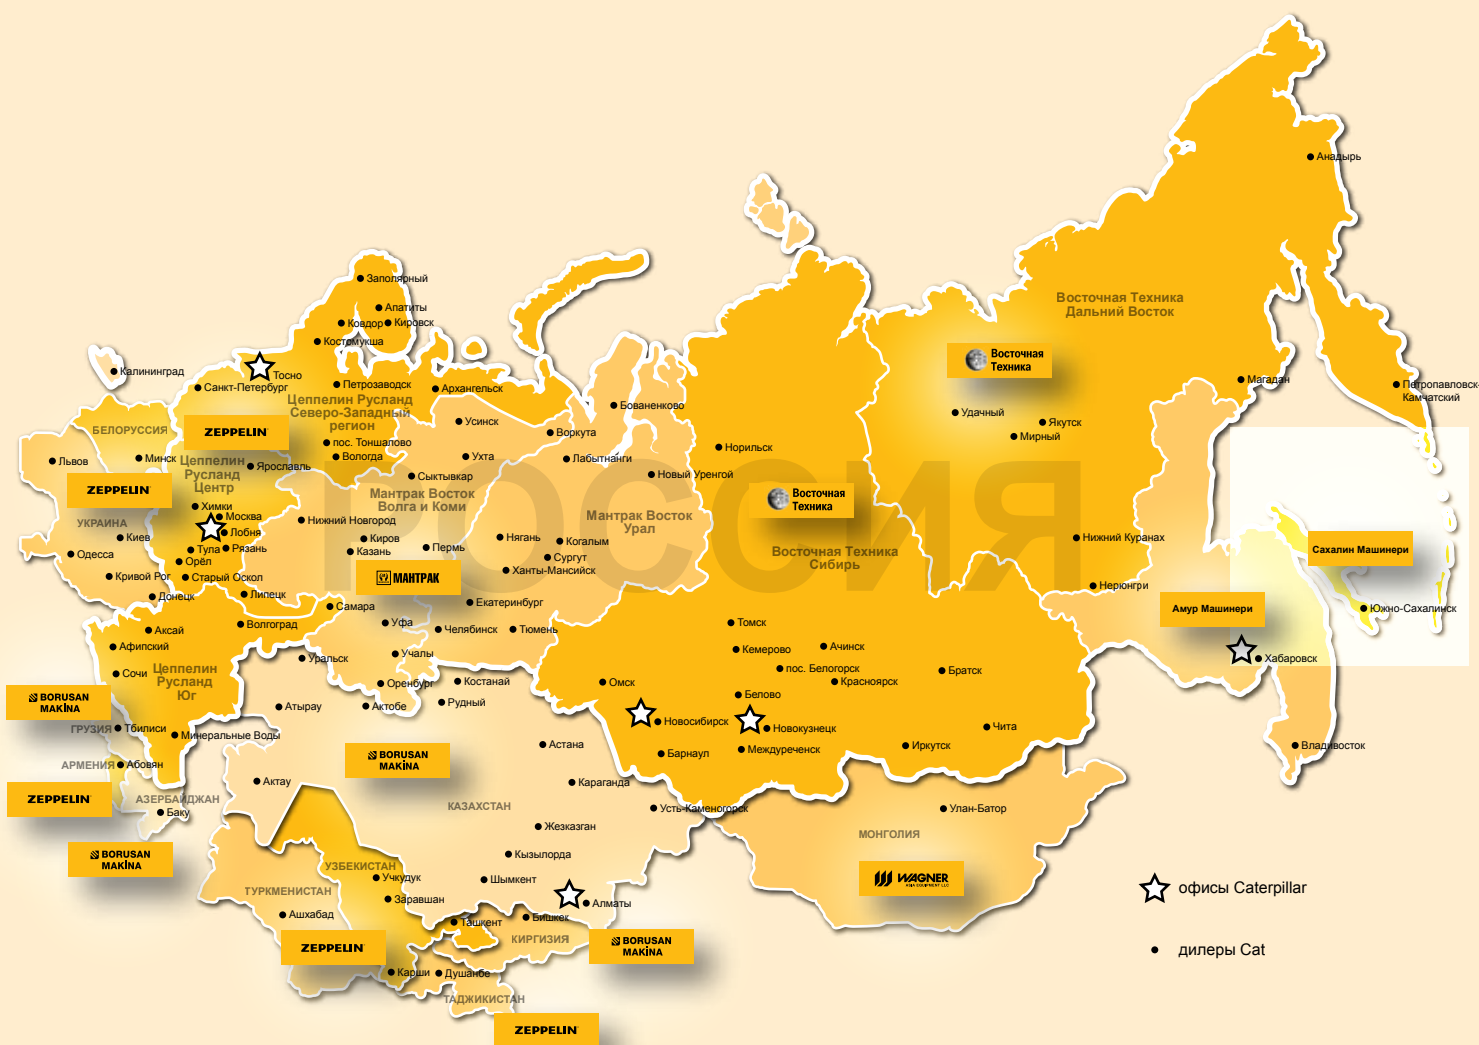 Анадырь
Заполярный
Апатиты
Ковдор
Кировск
Костомукша
Восточная Техника
Дальний Восток
Восточная
Техника
Магадан
Петропавловск-
Камчатский
Калининград
Тосно
Санкт-Петербург
Петрозаводск
Архангельск
Цеппелин Русланд
Северо-Западный
регион
Бованенково
Удачный
Якутск
Мирный
БЕЛОРУССИЯ
ZEPPELIN
Усинск
Воркута
пос. Тоншалово
Вологда
Норильск
Львов
Минск
Цеппелин
Русланд
Центр
Ярославль
Ухта
Лабытнанги
Сыктывкар
Новый Уренгой
РОССИЯ
ZEPPELIN
Мантрак Восток
Волга и Коми
Мантрак Восток
Урал
Восточная
Техника
Химки
Москва
УКРАИНА
Нижний Новгород
Лобня
Киев
Киров
Казань
Пермь
Нягань
Когалым
Нижний Куранах
Сахалин Машинери
Одесса
Тула
Рязань
Орёл
Сургут
Ханты-Мансийск
Восточная Техника
Сибирь
Кривой Рог
Старый Оскол
МАНТРАК
Нерюнгри
Донецк
Липецк
Самара
Екатеринбург
Амур Машинери
Южно-Сахалинск
Аксай
Волгоград
Уфа
Челябинск
Тюмень
Томск
Афипский
Кемерово
Ачинск
Уральск
Учалы
Хабаровск
Сочи
Цеппелин
Русланд
Юг
Оренбург
Костанай
Омск
пос. Белогорск
Красноярск
Братск
BORUSAN
MAKİNA
Атырау
Актобе
Рудный
Белово
ГРУЗИЯ
Тбилиси
Минеральные Воды
Новосибирск
Новокузнецк
Чита
BORUSAN
MAKİNA
Астана
Барнаул
Междуреченск
Иркутск
Владивосток
АРМЕНИЯ
Абовян
Актау
Караганда
ZEPPELIN
АЗЕРБАЙДЖАН
Баку
КАЗАХСТАН
Усть-Каменогорск
Улан-Батор
МОНГОЛИЯ
Жезказган
BORUSAN
MAKİNA
Кызылорда
УЗБЕКИСТАН
Учкудук
Шымкент
WAGNER
ASIA EQUIPMENT LLC
ТУРКМЕНИСТАН
Заравшан
Алматы
офисы Caterpillar
Ашхабад
Ташкент
Бишкек
КИРГИЗИЯ
ZEPPELIN
BORUSAN
MAKİNA
дилеры Cat
Карши
Душанбе
ТАДЖИКИСТАН
ZEPPELIN